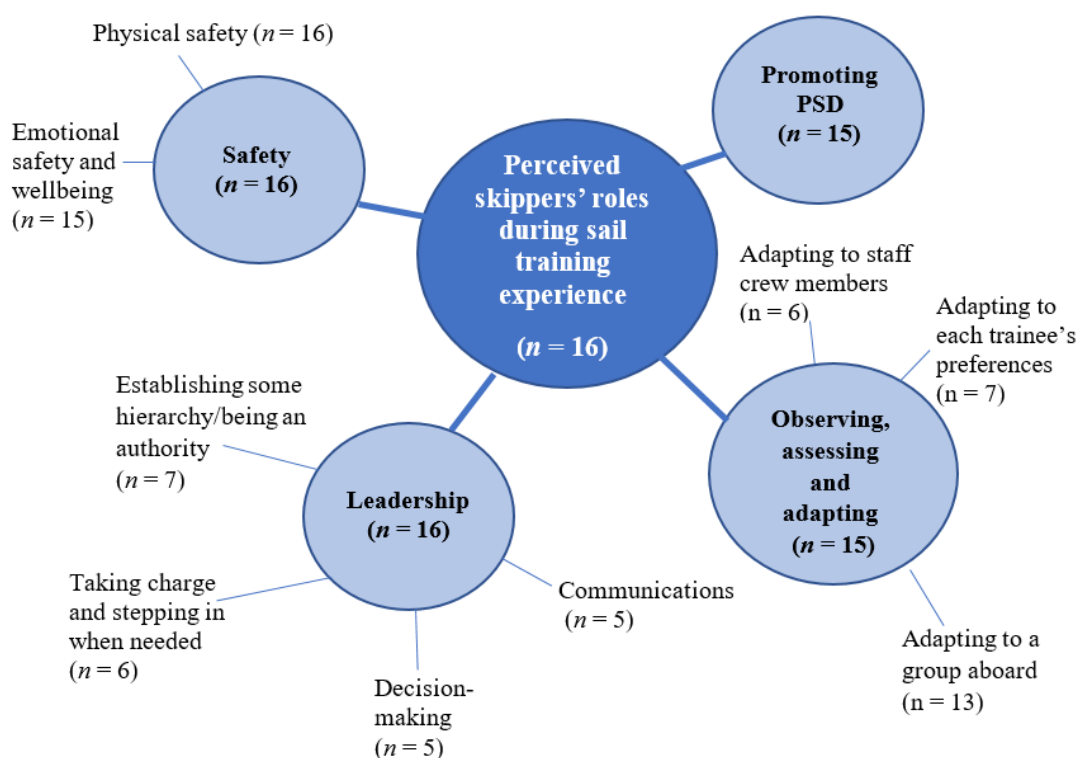 Physical safety (n = 16)
Emotional
safety and
wellbeing
(n = 15)
Safety
(n = 16)
Perceived
skippers’ roles
during sail
training
experience
(n = 16)
Promoting
PSD
(n = 15)
Adapting to staff
crew members
(n = 6)
Adapting to
each trainee’s
preferences
(n = 7)
Observing,
assessing
and
adapting
(n = 15)
Adapting to a
group aboard
(n = 13)
Establishing some
hierarchy/being an
authority
(n = 7)
Leadership
(n = 16)
Taking charge
and stepping in
when needed
(n = 6)
Decision-
making
(n = 5)
Communications
(n = 5)